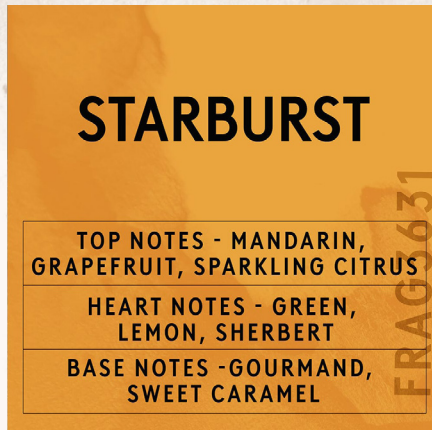 STARBURST
TOP NOTES - MANDARIN,
GRAPEFRUIT, SPARKLING CITRUS
HEART NOTES - GREEN,
LEMON, SHERBERT
BASE NOTES -GOURMAND,
SWEET CARAMEL
FRAG3631